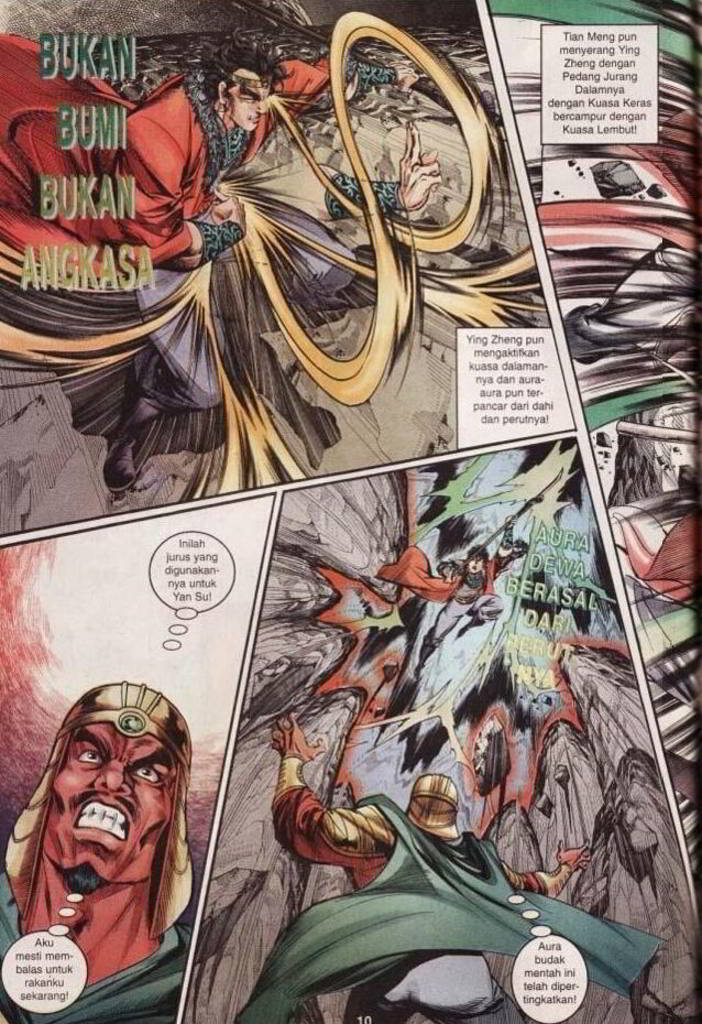 BUKAN
BUMI
BUKAN
ANGKASA
Tian Meng pun
menyerang Ying
Zheng dengan
Pedang Jurang
Dalamnya
dengan Kuasa Keras
bercampur dengan
Kuasa Lembut!
Ying Zheng pun
mengaktifkan
kuasa dalaman-
nya dan aura-
aura pun ter-
pancar dari dahi
dan perutnya!
Inilah
jurus yang
digunakan-
nya untuk
Yan Su!
AURA
DEWA
BERASAL
DARI
PERUT
NYA
Aku
mesti mem-
balas untuk
rakanku
sekarang!
Aura
budak
mentah ini
telah diper-
tingkatkan!
10